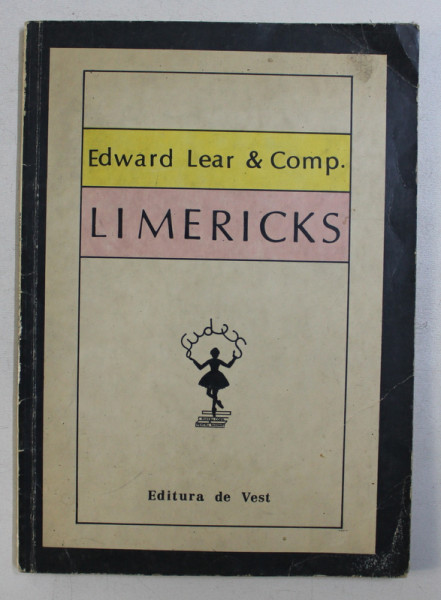 Edward Lear & Comp.
LIMERICKS
Editura de Vest